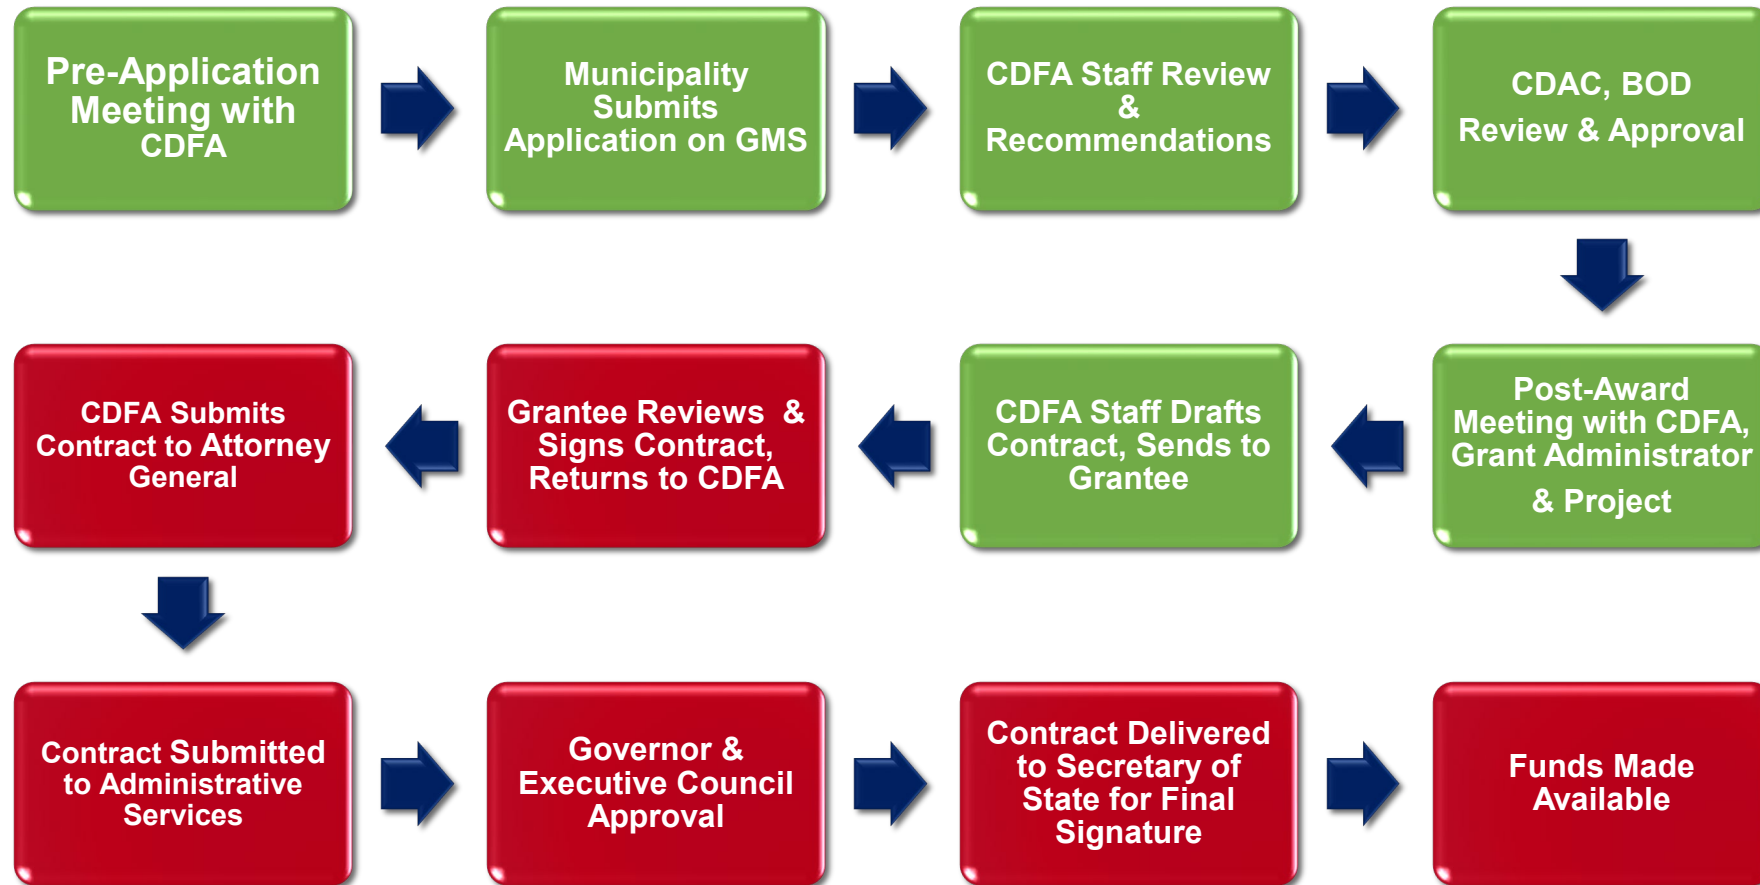 Pre-Application
Meeting with
CDFA
Municipality
Submits
Application on GMS
CDFA Staff Review
&
Recommendations
CDAC, BOD
Review & Approval
Post-Award
Meeting with CDFA,
Grant Administrator
& Project
CDFA Staff Drafts
Contract, Sends to
Grantee
Grantee Reviews  &
Signs Contract,
Returns to CDFA
CDFA Submits
Contract to Attorney
General
Contract Submitted
to Administrative
Services
Governor &
Executive Council
Approval
Contract Delivered
to Secretary of
State for Final
Signature
Funds Made
Available